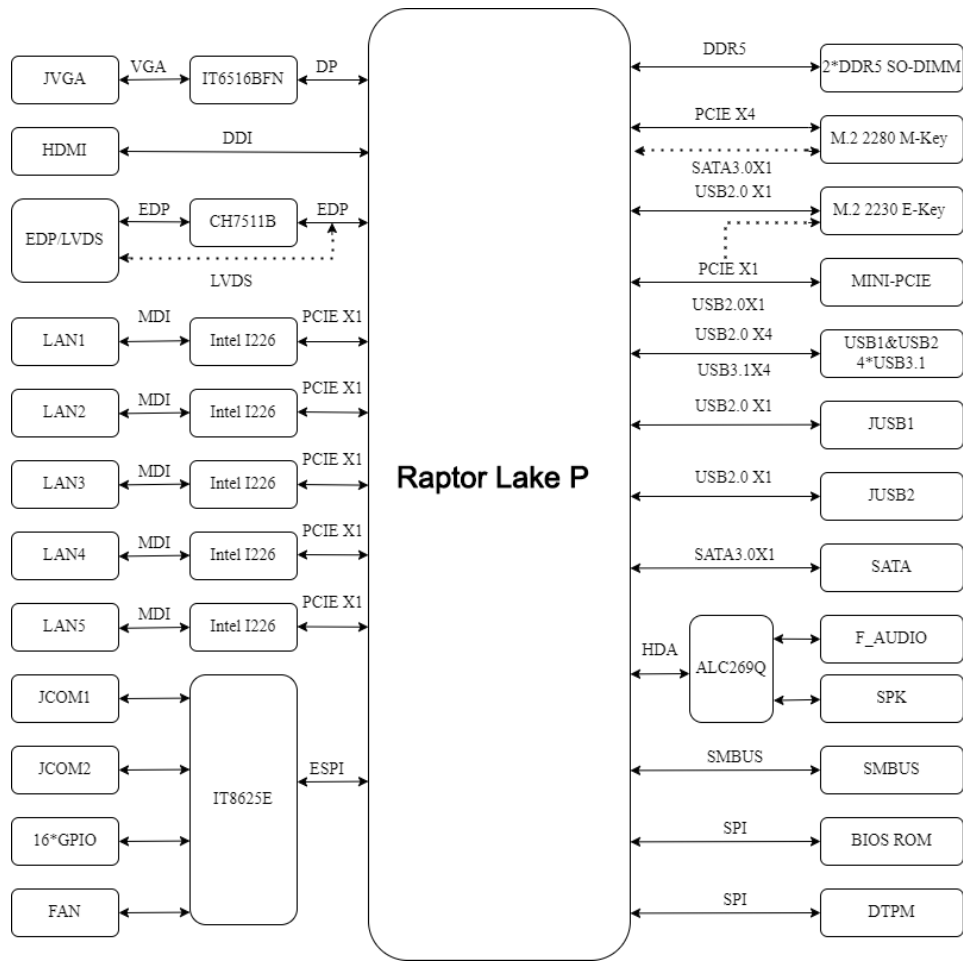 JVGA
VGA
IT6516BFN
DP
HDMI
DDI
EDP/LVDS
EDP
CH7511B
EDP
LVDS
LAN1
MDI
Intel I226
PCIE X1
LAN2
MDI
Intel I226
PCIE X1
LAN3
MDI
Intel I226
PCIE X1
LAN4
MDI
Intel I226
PCIE X1
LAN5
MDI
Intel I226
PCIE X1
JCOM1
JCOM2
16*GPIO
FAN
IT8625E
ESPI
Raptor Lake P
DDR5
2*DDR5 SO-DIMM
PCIE X4
M.2 2280 M-Key
SATA3.0X1
USB2.0 X1
M.2 2230 E-Key
PCIE X1
MINI-PCIE
USB2.0X1
USB2.0 X4
USB1&USB2
4*USB3.1
USB3.1X4
USB2.0 X1
JUSB1
USB2.0 X1
JUSB2
SATA3.0X1
SATA
HDA
ALC269Q
F_AUDIO
SPK
SMBUS
SMBUS
SPI
BIOS ROM
SPI
DTPM